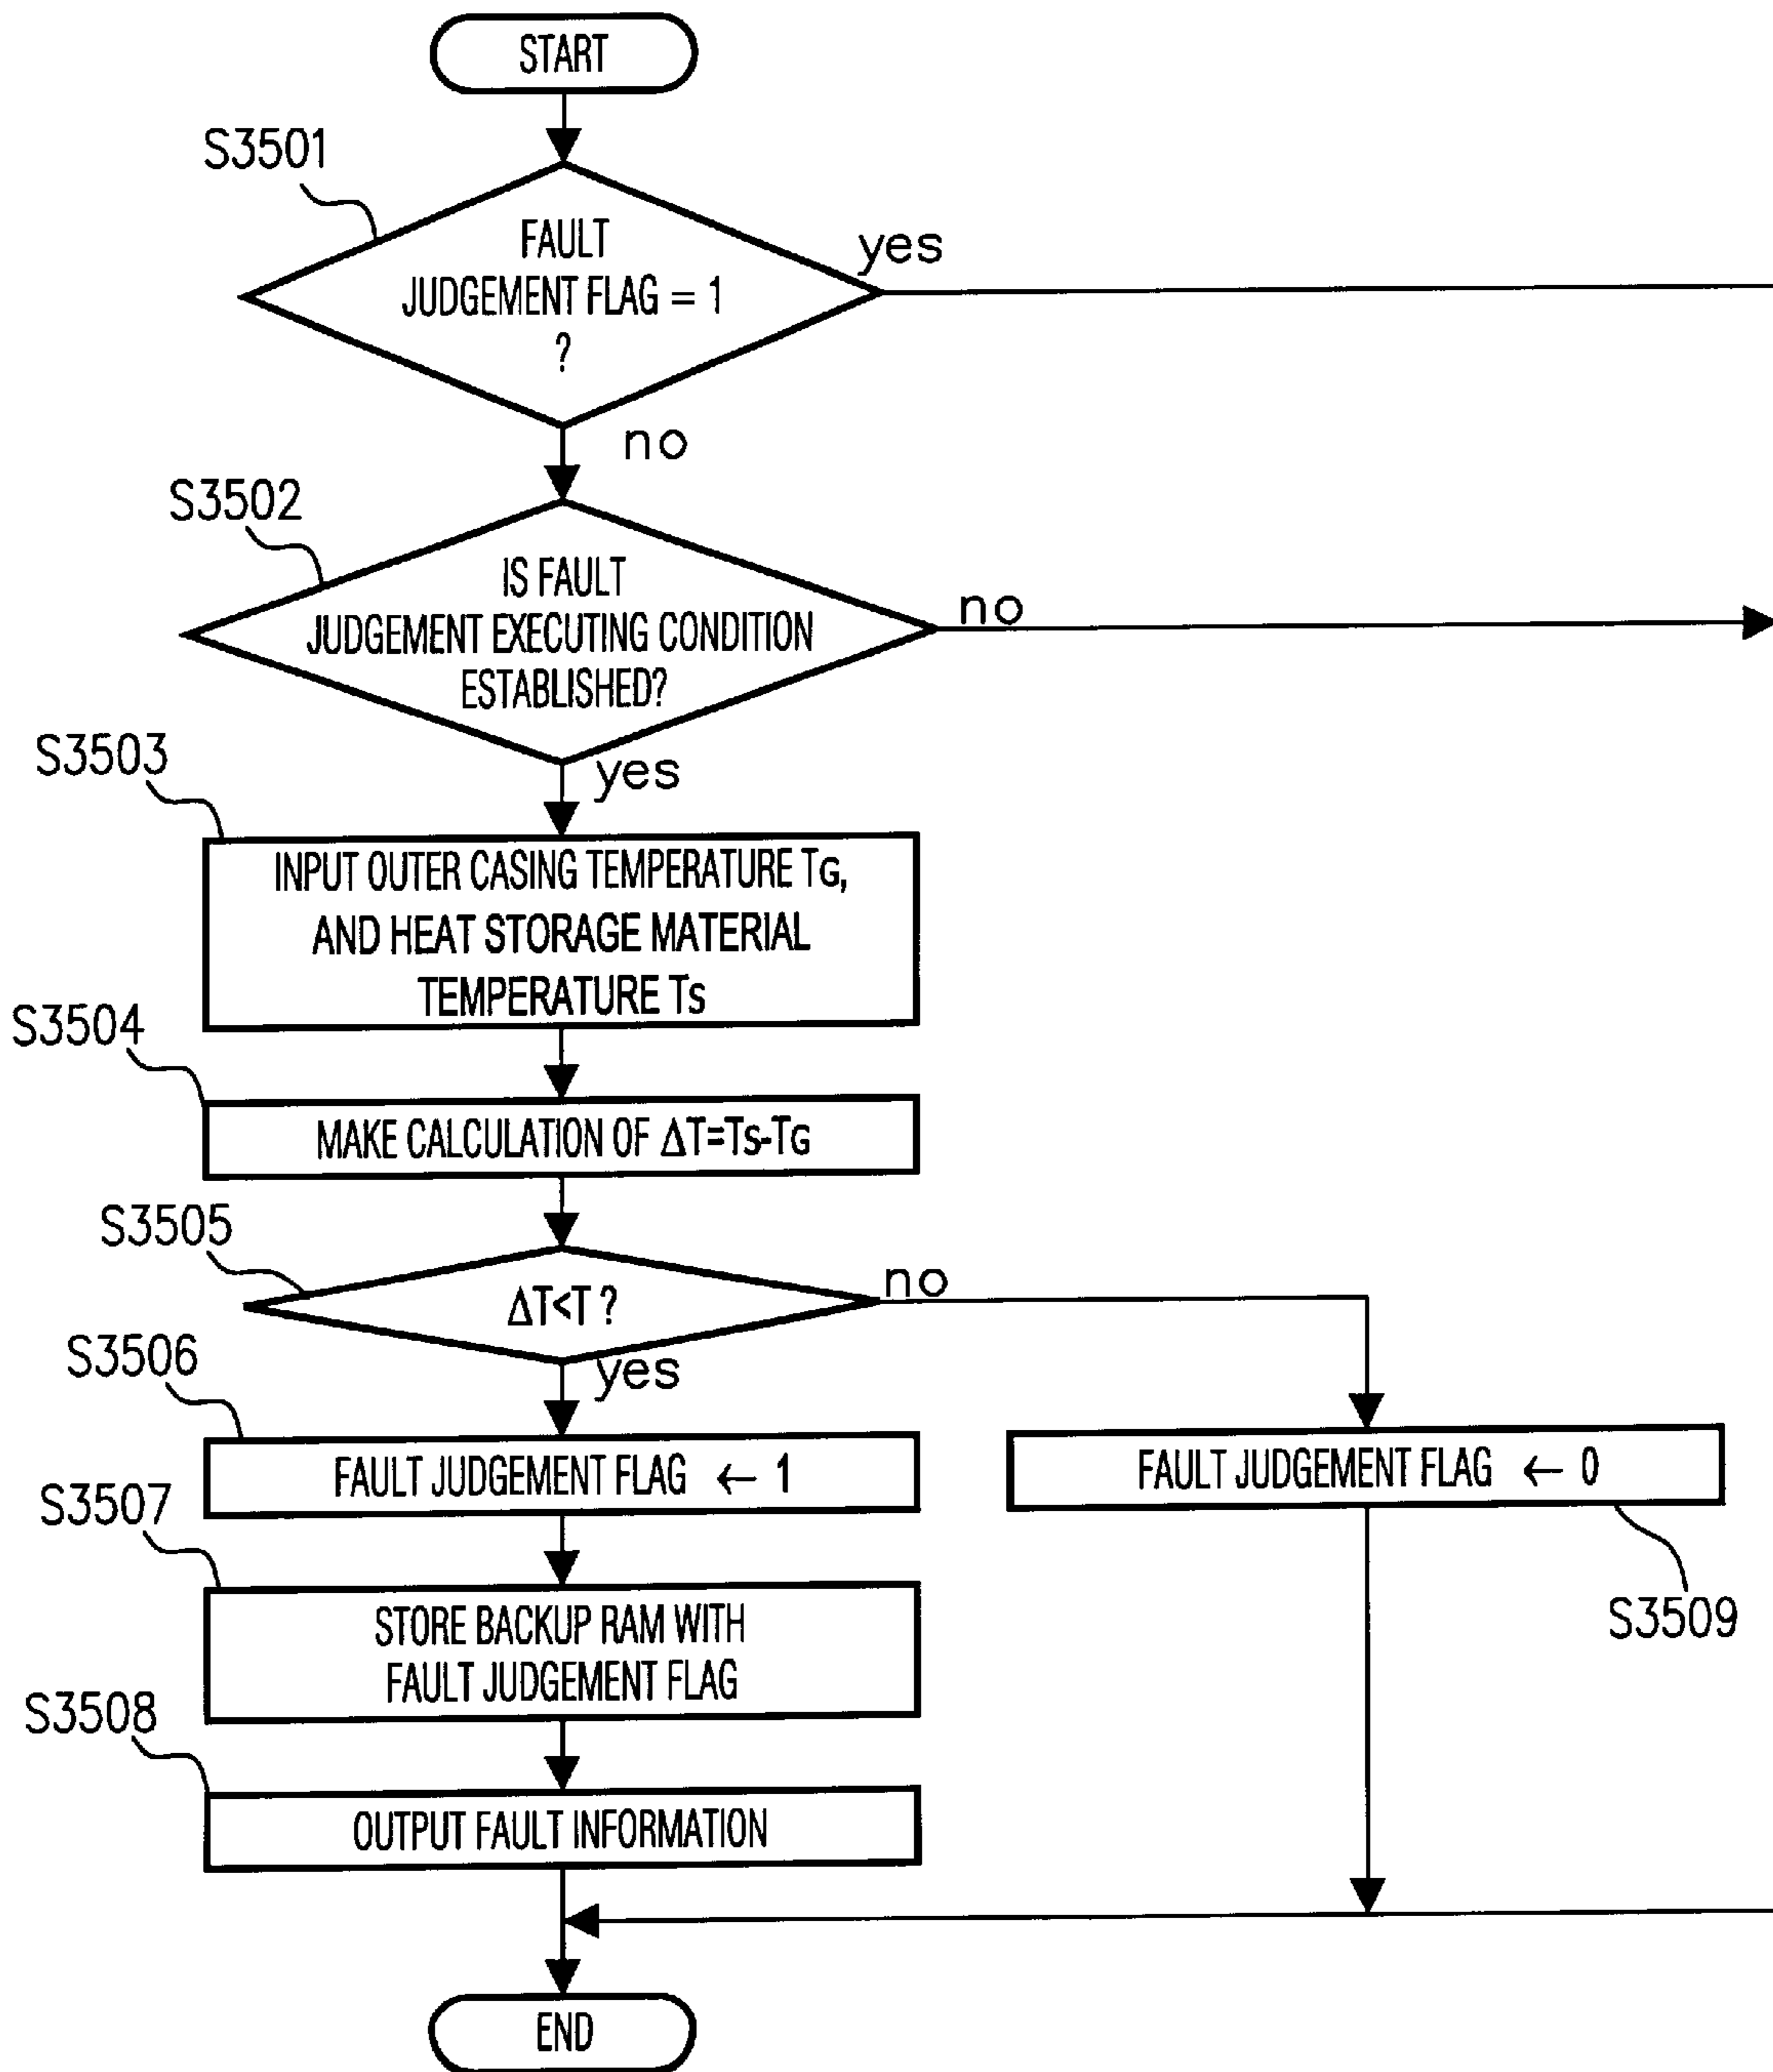 START
S3501
FAULT
JUDGEMENT FLAG = 1
?
yes
no
S3502
IS FAULT
JUDGEMENT EXECUTING CONDITION
ESTABLISHED?
no
yes
S3503
INPUT OUTER CASING TEMPERATURE TG,
AND HEAT STORAGE MATERIAL
TEMPERATURE TS
S3504
MAKE CALCULATION OF ΔT=TS-TG
S3505
ΔT<T ?
no
yes
S3506
FAULT JUDGEMENT FLAG ← 1
FAULT JUDGEMENT FLAG ← 0
S3507
STORE BACKUP RAM WITH
FAULT JUDGEMENT FLAG
S3509
S3508
OUTPUT FAULT INFORMATION
END